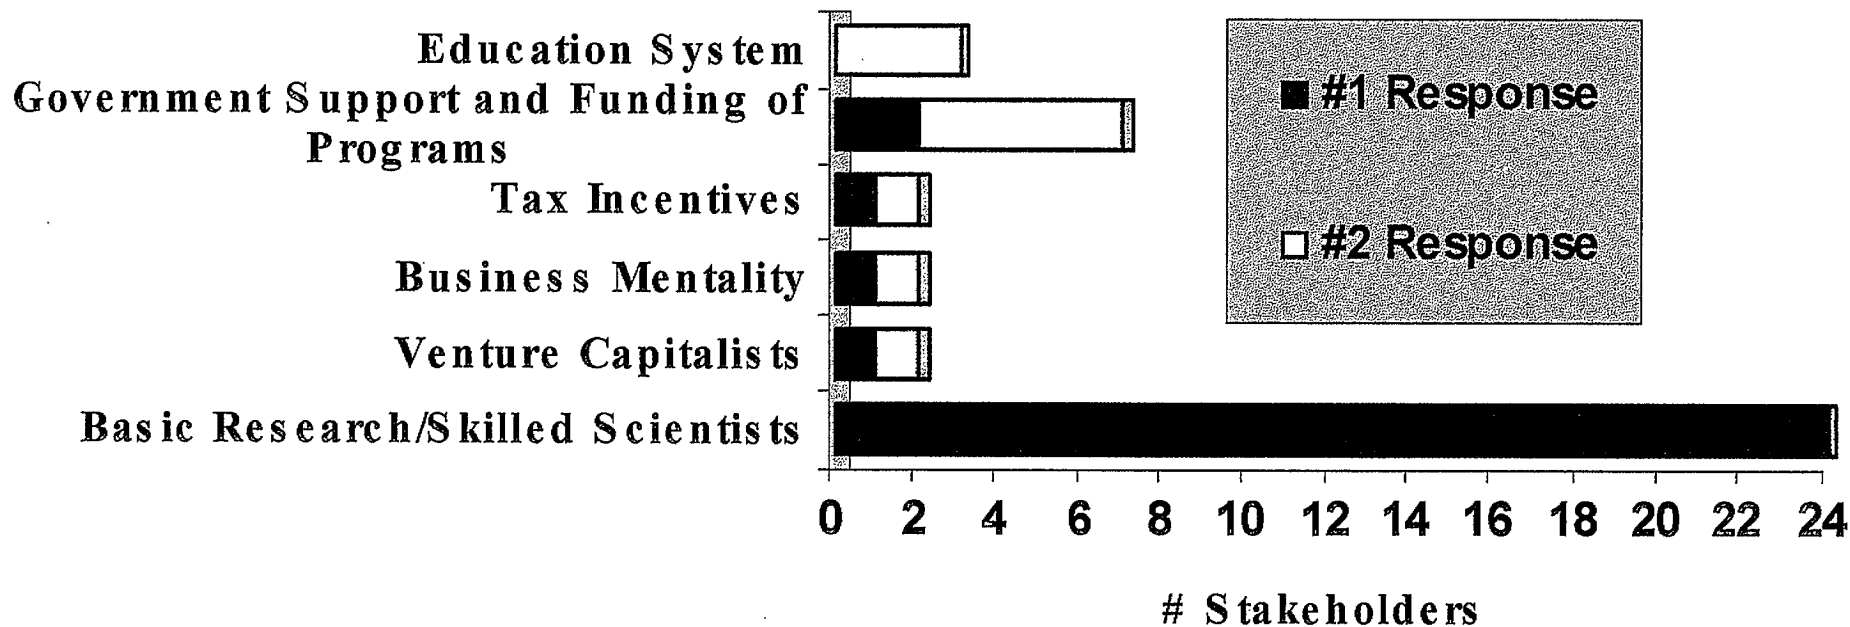 Education System
Government Support and Funding of
Programs
Tax Incentives
Business Mentality
Venture Capitalists
Basic Research/Skilled Scientists
#1 Response
#2 Response
0 2 4 6 8 10 12 14 16 18 20 22 24
# Stakeholders